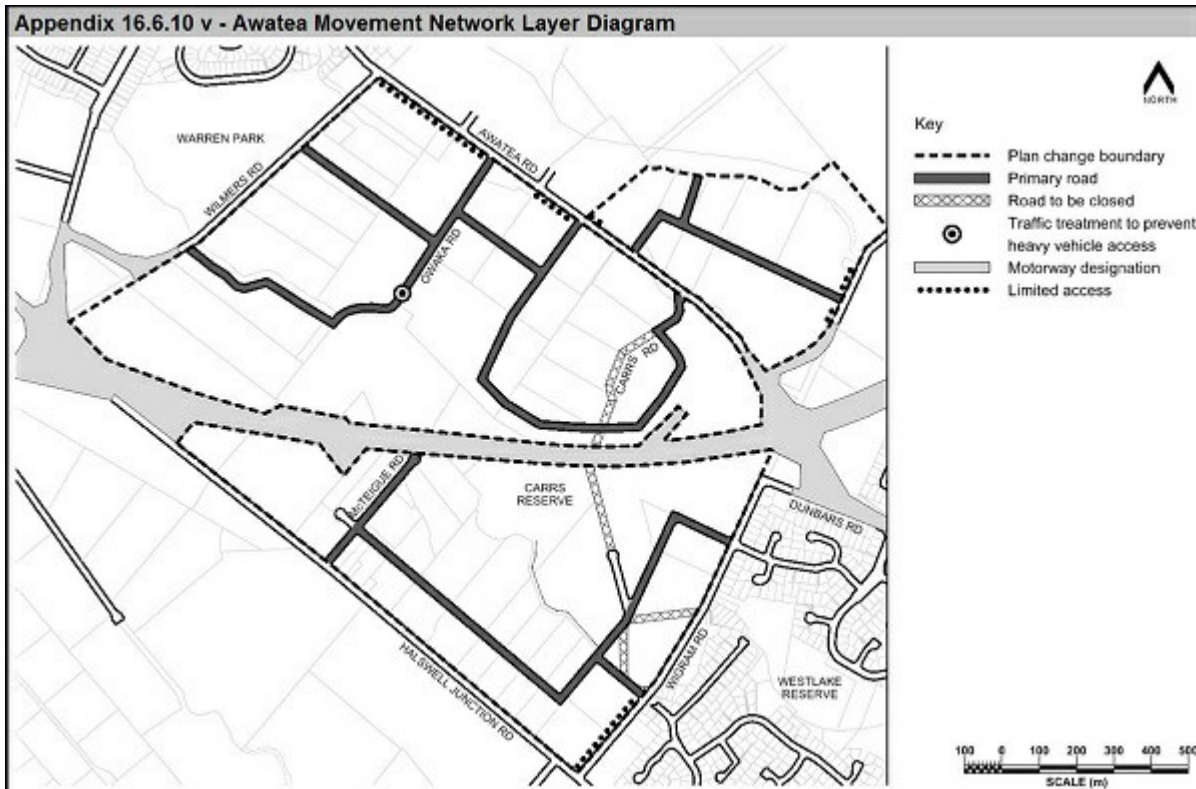 Appendix 16.6.10 v - Awatea Movement Network Layer Diagram
NORTH
Key
Plan change boundary
Primary road
Road to be closed
Traffic treatment to prevent
heavy vehicle access
Motorway designation
Limited access
WARREN PARK
AWATEA RD
WILMERS RD
OWAKA RD
CARRS RD
McTEIGUE RD
CARRS
RESERVE
DUNBARS RD
HALSWELL JUNCTION RD
WIGRAM RD
WESTLAKE
RESERVE
100 0 100 200 300 400 500
SCALE (m)